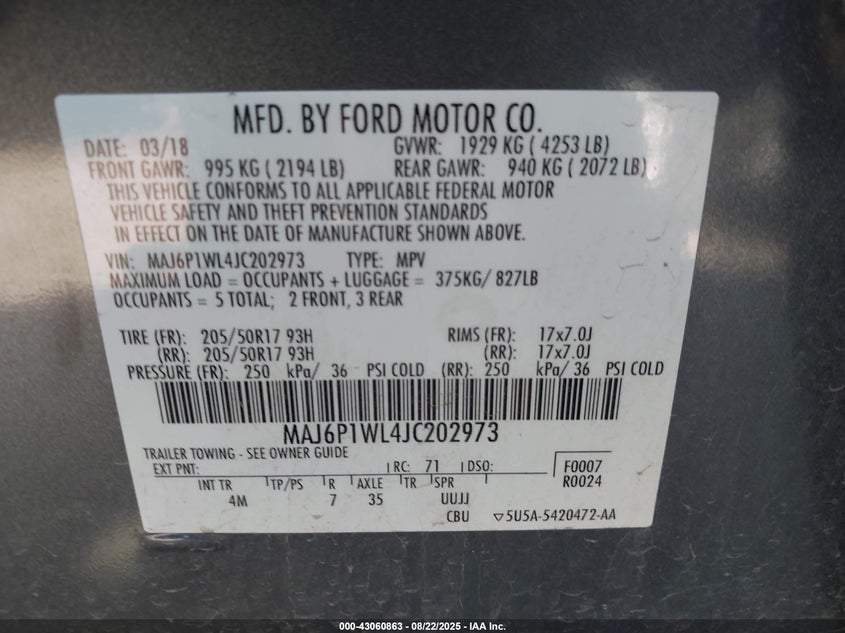 MFD. BY FORD MOTOR CO.
DATE: 03/18 GVWR: 1929 KG ( 4253 LB)
FRONT GAWR: 995 KG ( 2194 LB) REAR GAWR: 940 KG ( 2072 LB)
THIS VEHICLE CONFORMS TO ALL APPLICABLE FEDERAL MOTOR
VEHICLE SAFETY AND THEFT PREVENTION STANDARDS
IN EFFECT ON THE DATE OF MANUFACTURE SHOWN ABOVE.
VIN: MAJ6P1WL4JC202973 TYPE: MPV
MAXIMUM LOAD = OCCUPANTS + LUGGAGE = 375KG/ 827LB
OCCUPANTS = 5 TOTAL; 2 FRONT, 3 REAR
TIRE (FR): 205/50R17 93H RIMS (FR): 17x7.0J
(RR): 205/50R17 93H (RR): 17x7.0J
PRESSURE (FR): 250 kPa/ 36 PSI COLD (RR): 250 kPa/ 36 PSI COLD
MAJ6P1WL4JC202973
TRAILER TOWING - SEE OWNER GUIDE
EXT PNT: RC: 71 DSO: F0007
R0024
INT TR TP/PS R AXLE TR SPR
4M 7 35 UUJJ
CBU ▽5U5A-5420472-AA
000-43060863 - 08/22/2025 - IAA Inc.